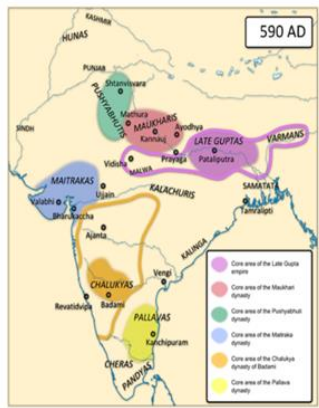 590 AD
KASHMIR
HUNAS
PUNJAB
Shtanvisvara
PUSHYABHUTIS
Mathura
MAUKHARIS
Kannauj
Ayodhya
SINDH
LATE GUPTAS
VARMANS
Vidisha
MALWA
Prayaga
Pataliputra
MAITRAKAS
Ujjain
KALACHURIS
SAMATATA
Valabhi
Bharukaccha
Tamralipti
Ajanta
KALINGA
CHALUKYAS
Vengi
Revatidvipa
Badami
PALLAVAS
Kanchipuram
CHERAS
PANDYAS
Core area of the Late Gupta
empire
Core area of the Maukhari
dynasty
Core area of the Pushyabhuti
dynasty
Core area of the Maitraka
dynasty
Core area of the Chalukya
dynasty of Badami
Core area of the Pallava
dynasty